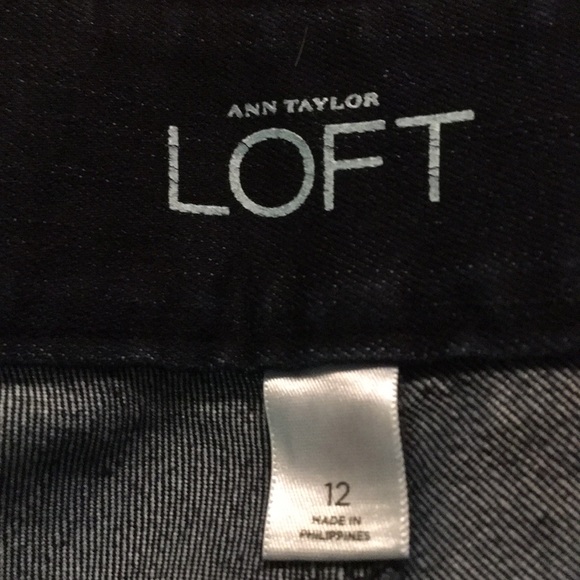 ANN TAYLOR
LOFT
12
MADE IN
PHILIPPINES